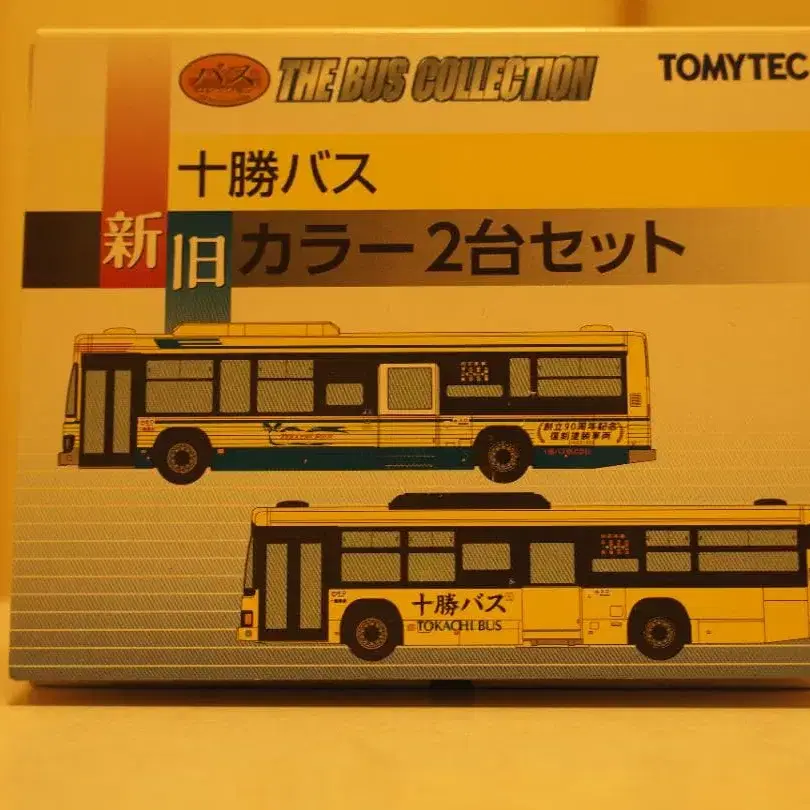 バス THE BUS COLLECTION
TOMYTEC
十勝バス
新旧カラー2台セット
TOKACHI BUS
創立90周年記念
復刻塗装車両
十勝バス
TOKACHI BUS